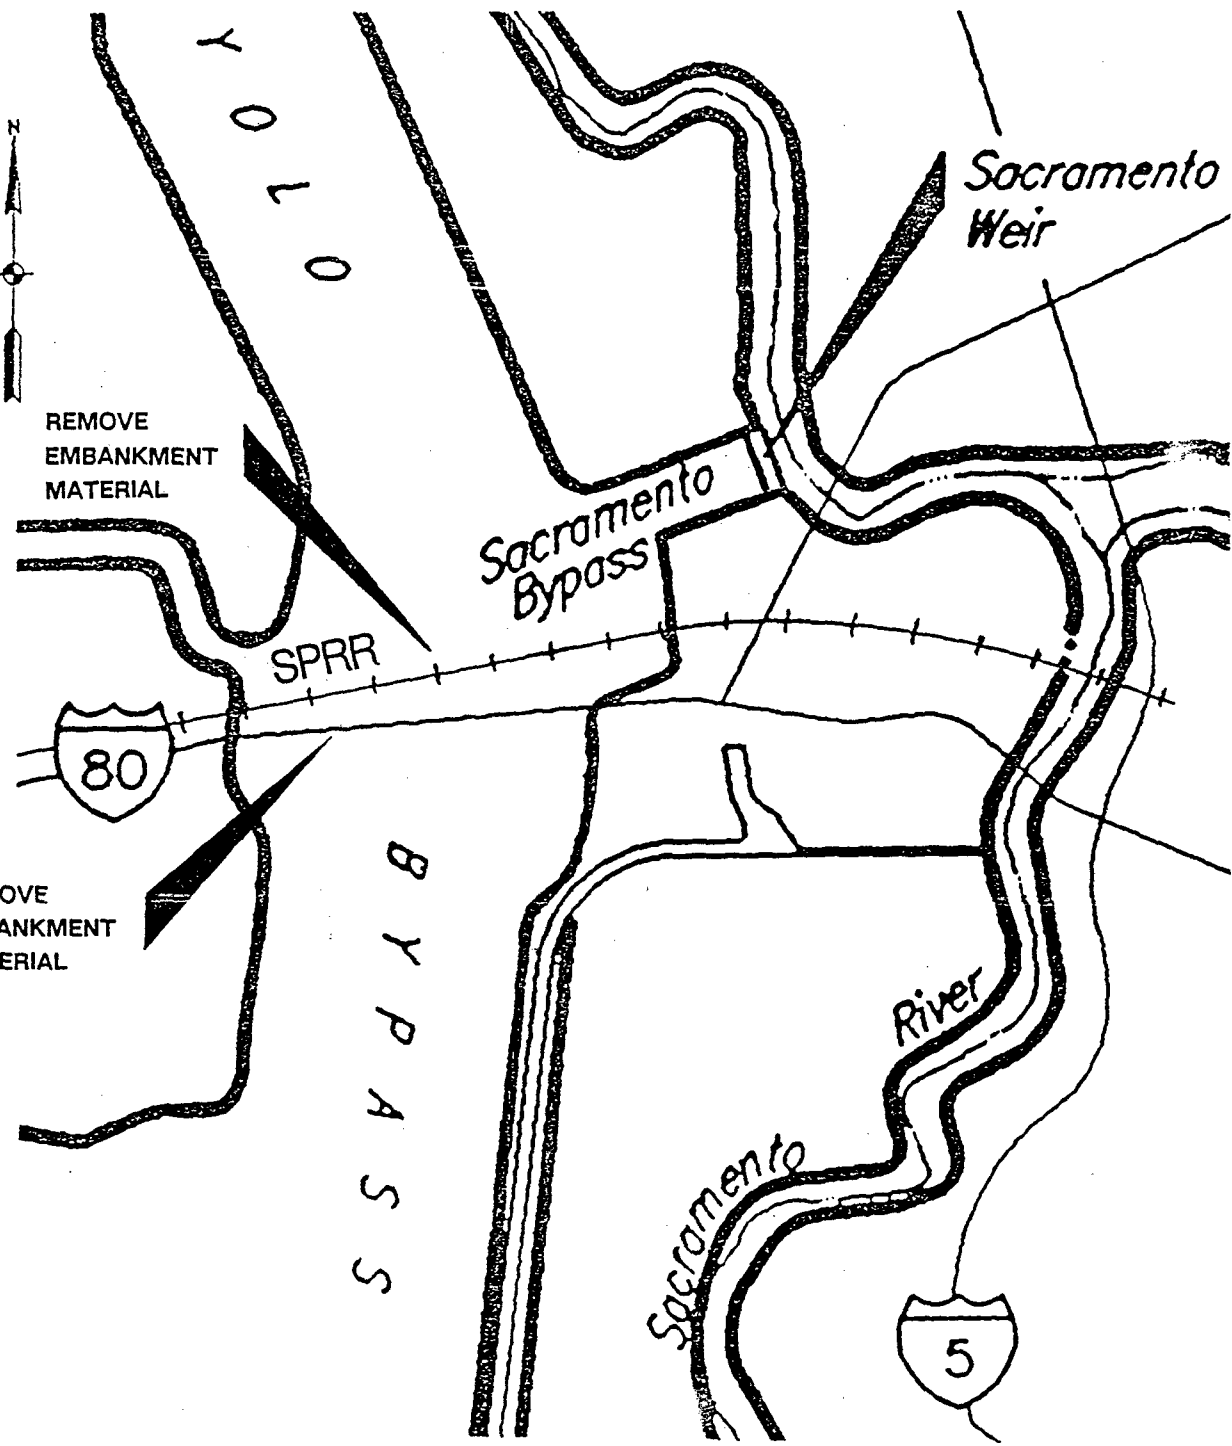 YOLO
N
Sacramento
Weir
REMOVE
EMBANKMENT
MATERIAL
Sacramento
Bypass
SPRR
80
BYPASS
OVE
ANKMENT
ERIAL
River
Sacramento
5